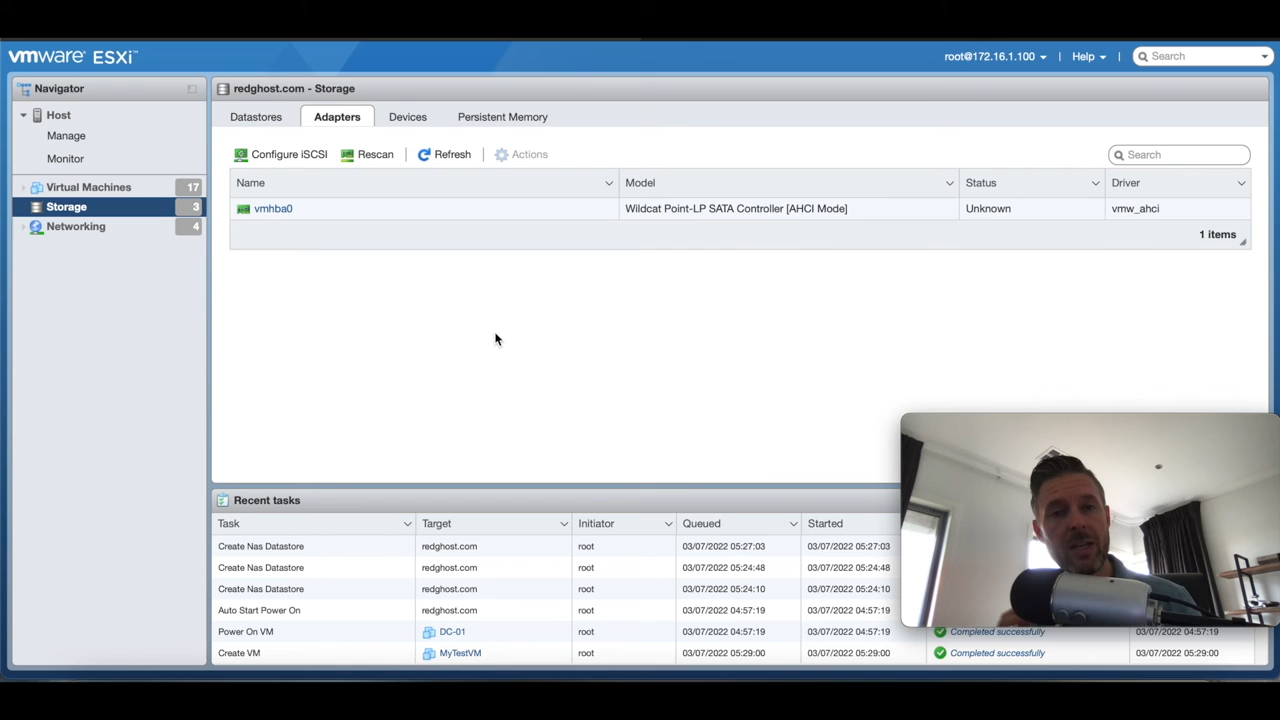 vmware ESXi™
root@172.16.1.100
Help
Search
Navigator
Host
Manage
Monitor
Virtual Machines 17
Storage 3
Networking 4
redghost.com - Storage
Datastores Adapters Devices Persistent Memory
Configure iSCSI Rescan Refresh Actions
Search
Name Model Status Driver
vmhba0 Wildcat Point-LP SATA Controller [AHCI Mode] Unknown vmw_ahci
1 items
Recent tasks
Task Target Initiator Queued Started
Create Nas Datastore redghost.com root 03/07/2022 05:27:03 03/07/2022 05:27:03
Create Nas Datastore redghost.com root 03/07/2022 05:24:48 03/07/2022 05:24:48
Create Nas Datastore redghost.com root 03/07/2022 05:24:10 03/07/2022 05:24:10
Auto Start Power On redghost.com root 03/07/2022 04:57:19 03/07/2022 04:57:19
Power On VM DC-01 root 03/07/2022 04:57:19 03/07/2022 04:57:19 Completed successfully 03/07/2022 04:57:19
Create VM MyTestVM root 03/07/2022 05:29:00 03/07/2022 05:29:00 Completed successfully 03/07/2022 05:29:00